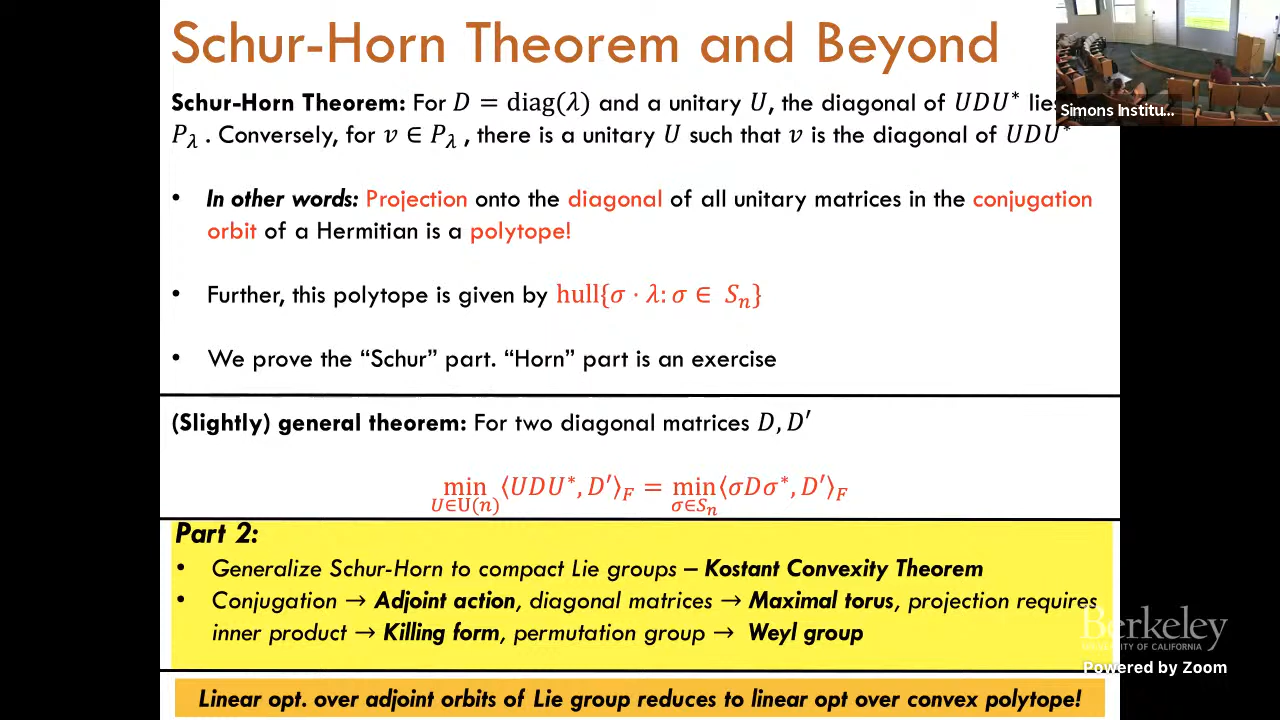 Schur-Horn Theorem and Beyond
Simons Institu...
Schur-Horn Theorem: For D = diag(λ) and a unitary U, the diagonal of UDU* lies
P_λ . Conversely, for v ∈ P_λ , there is a unitary U such that v is the diagonal of UDU*
• In other words: Projection onto the diagonal of all unitary matrices in the conjugation
orbit of a Hermitian is a polytope!
• Further, this polytope is given by hull{σ · λ: σ ∈ S_n}
• We prove the “Schur” part. “Horn” part is an exercise
(Slightly) general theorem: For two diagonal matrices D, D′
min_{U∈U(n)}⟨UDU*, D′⟩_F = min_{σ∈S_n}⟨σDσ*, D′⟩_F
Part 2:
• Generalize Schur-Horn to compact Lie groups – Kostant Convexity Theorem
• Conjugation → Adjoint action, diagonal matrices → Maximal torus, projection requires
inner product → Killing form, permutation group → Weyl group
Berkeley
UNIVERSITY OF CALIFORNIA
Powered by Zoom
Linear opt. over adjoint orbits of Lie group reduces to linear opt over convex polytope!